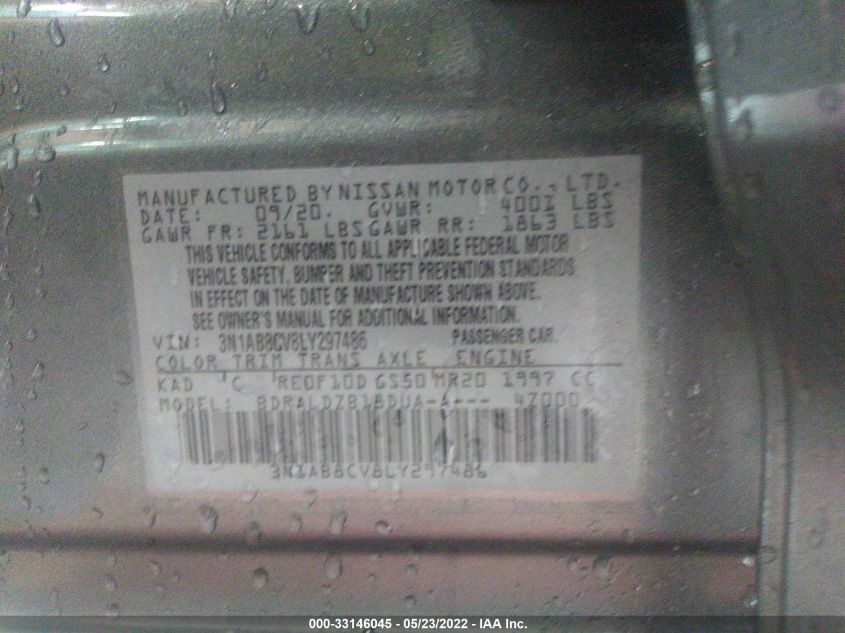 MANUFACTURED BY NISSAN MOTOR CO., LTD.
DATE: 09/20. GVWR: 4001 LBS
GAWR FR: 2161 LBS GAWR RR: 1863 LBS
THIS VEHICLE CONFORMS TO ALL APPLICABLE FEDERAL MOTOR
VEHICLE SAFETY, BUMPER AND THEFT PREVENTION STANDARDS
IN EFFECT ON THE DATE OF MANUFACTURE SHOWN ABOVE.
SEE OWNER'S MANUAL FOR ADDITIONAL INFORMATION.
VIN: 3N1AB8CV8LY297486 PASSENGER CAR
COLOR TRIM TRANS AXLE ENGINE
KAD C RE0F10D GS50 MR20 1997 CC
MODEL: BDRALDZB18DUA-A--- 4Z000
3N1AB8CV8LY297486
000-33146045 - 05/23/2022 - IAA Inc.